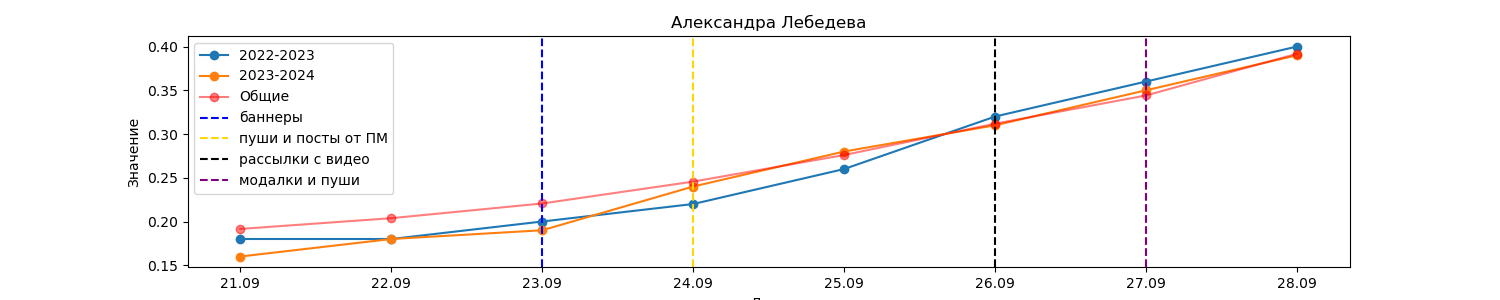 Александра Лебедева
Значение
0.40
0.35
0.30
0.25
0.20
0.15
2022-2023
2023-2024
Общие
баннеры
пуши и посты от ПМ
рассылки с видео
модалки и пуши
21.09 22.09 23.09 24.09 25.09 26.09 27.09 28.09